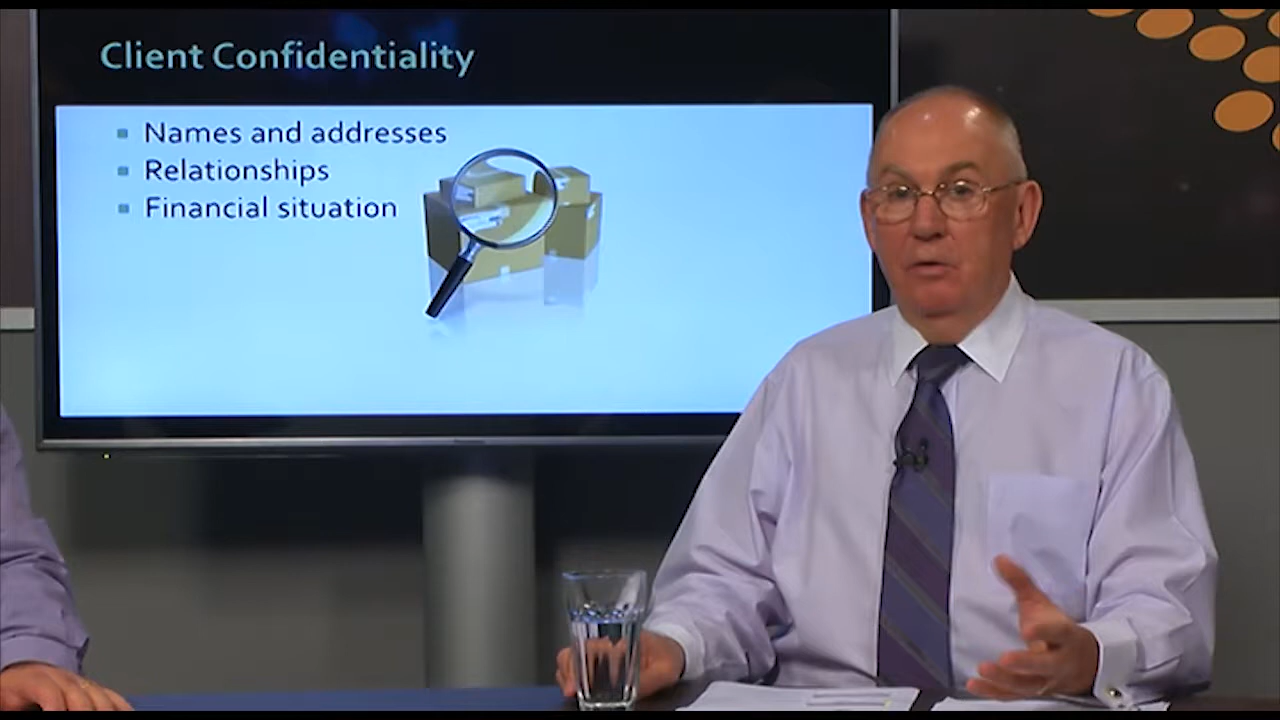 Client Confidentiality
Names and addresses
Relationships
Financial situation